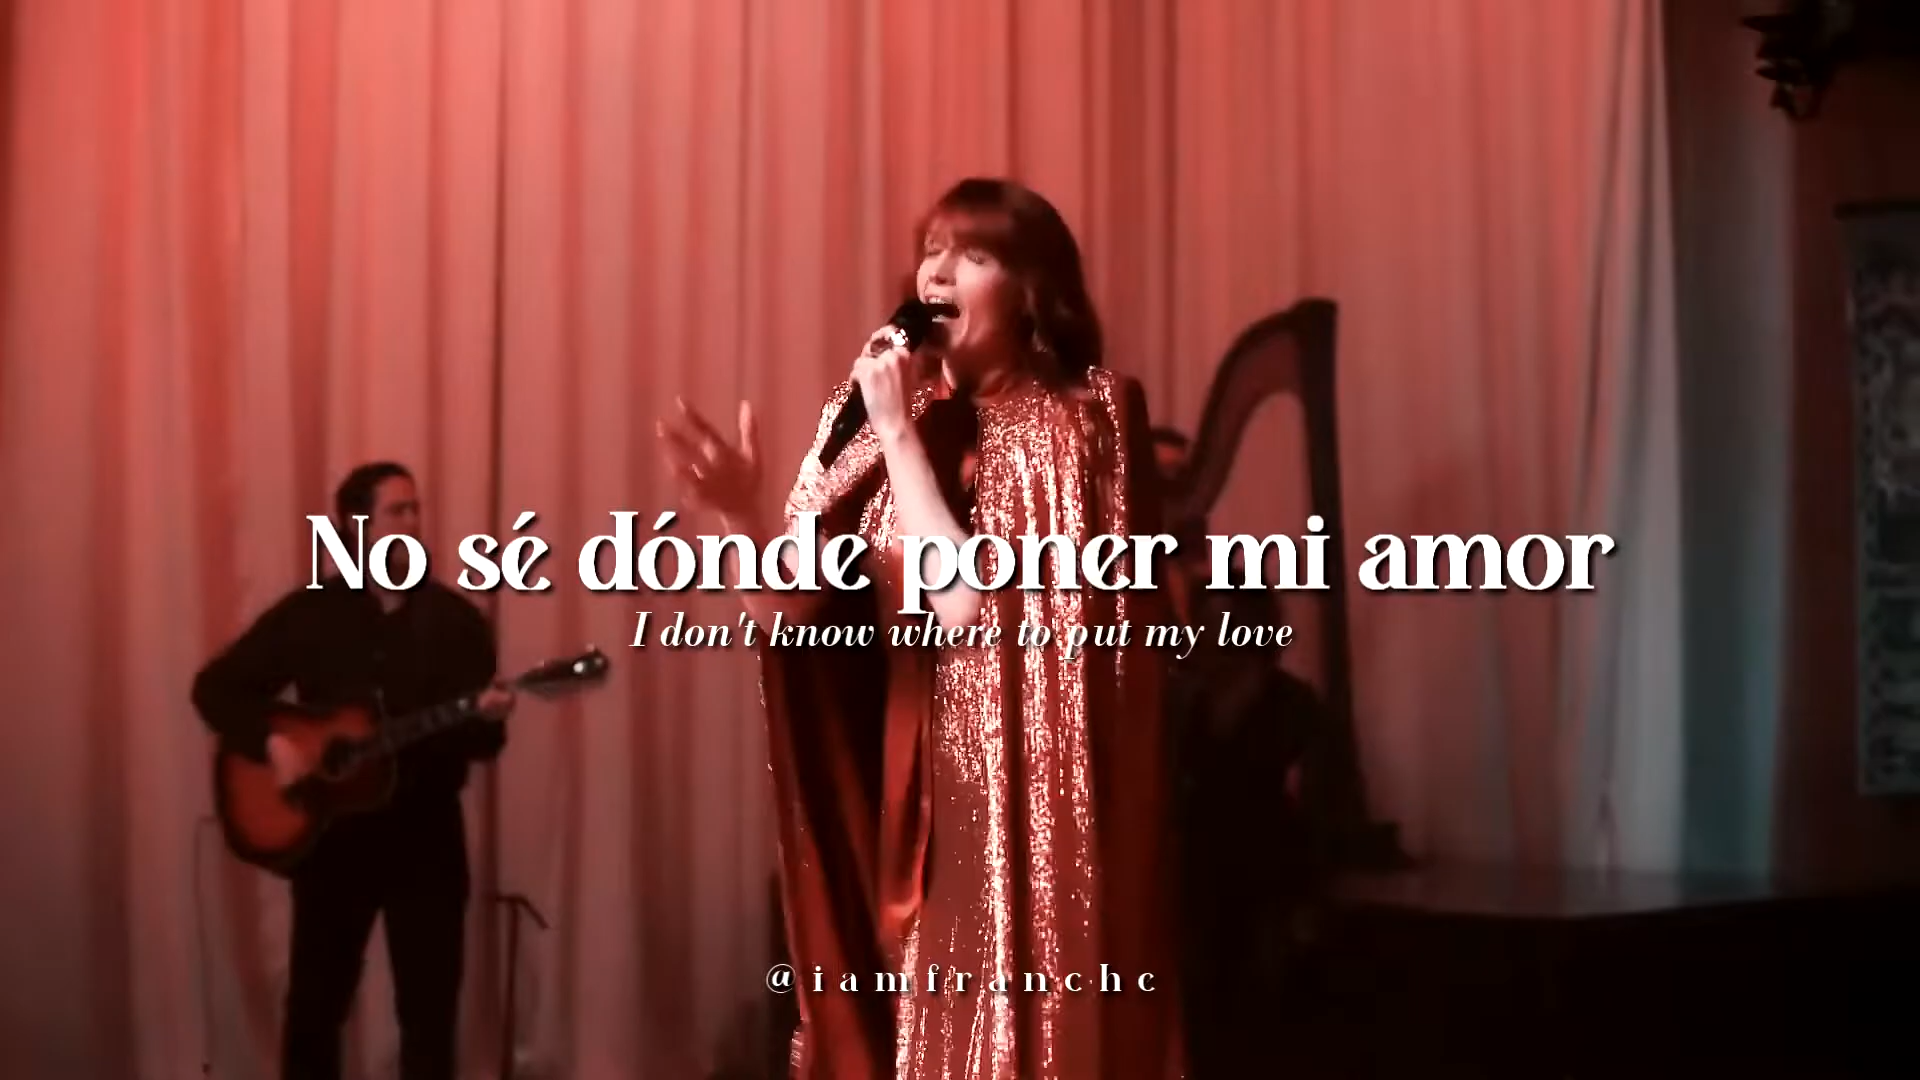 No sé dónde poner mi amor
I don't know where to put my love
@iamfranchc